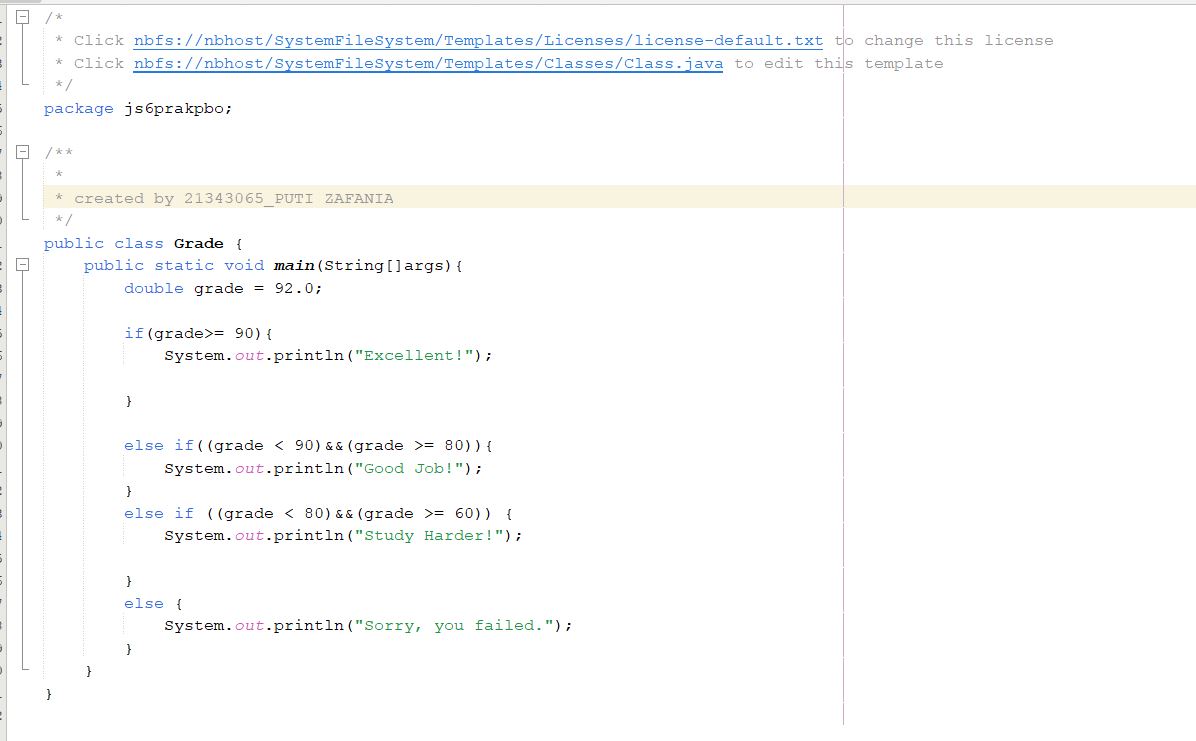 /*
 * Click nbfs://nbhost/SystemFileSystem/Templates/Licenses/license-default.txt to change this license
 * Click nbfs://nbhost/SystemFileSystem/Templates/Classes/Class.java to edit this template
 */
package js6prakpbo;

/**
 *
 * created by 21343065_PUTI ZAFANIA
 */
public class Grade {
    public static void main(String[]args){
        double grade = 92.0;

        if(grade>= 90){
            System.out.println("Excellent!");

        }

        else if((grade < 90)&&(grade >= 80)){
            System.out.println("Good Job!");
        }
        else if ((grade < 80)&&(grade >= 60)) {
            System.out.println("Study Harder!");

        }
        else {
            System.out.println("Sorry, you failed.");
        }
    }
}